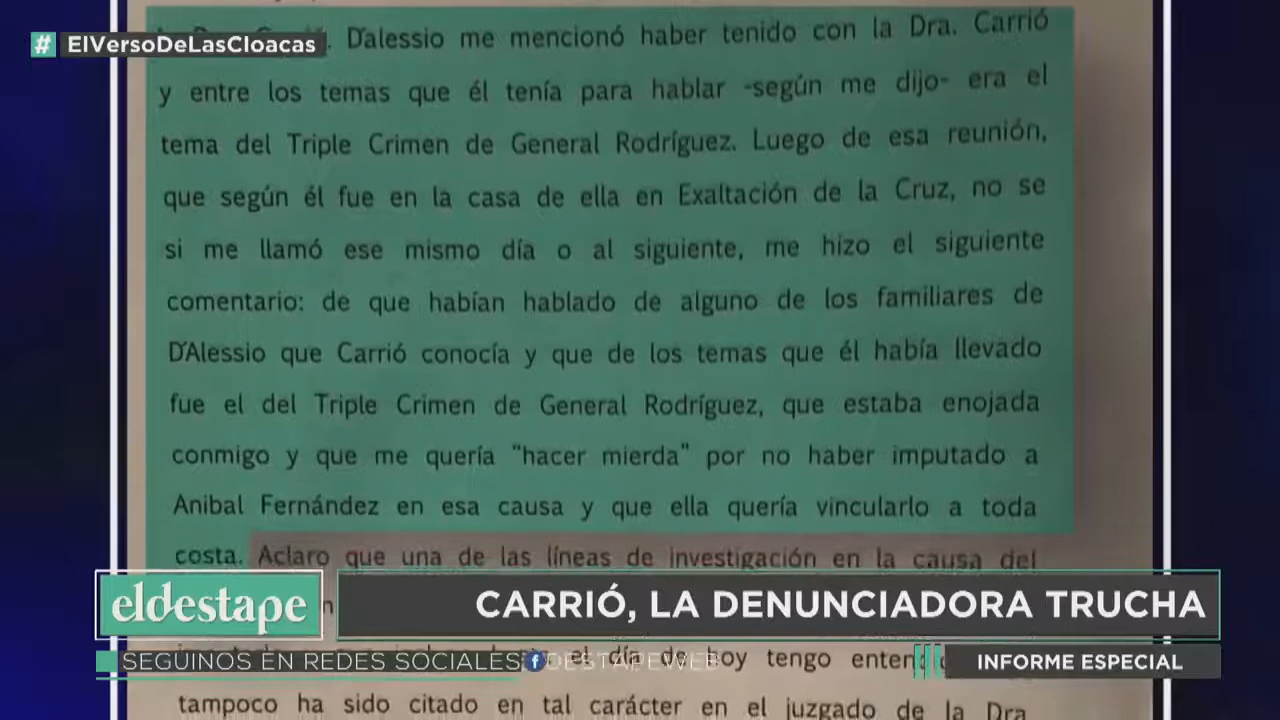 #ElVersoDeLasCloacas
D'alessio me mencionó haber tenido con la Dra. Carrió
y entre los temas que él tenía para hablar -según me dijo- era el
tema del Triple Crimen de General Rodríguez. Luego de esa reunión,
que según él fue en la casa de ella en Exaltación de la Cruz, no se
si me llamó ese mismo día o al siguiente, me hizo el siguiente
comentario: de que habían hablado de alguno de los familiares de
D'Alessio que Carrió conocía y que de los temas que él había llevado
fue el del Triple Crimen de General Rodríguez, que estaba enojada
conmigo y que me quería "hacer mierda" por no haber imputado a
Anibal Fernández en esa causa y que ella quería vincularlo a toda
costa. Aclaro que una de las líneas de investigación en la causa del
eldestape
CARRIÓ, LA DENUNCIADORA TRUCHA
SEGUINOS EN REDES SOCIALES DESTAPEWEB
el día de hoy tengo
INFORME ESPECIAL
tampoco ha sido citado en tal carácter en el juzgado de la Dra